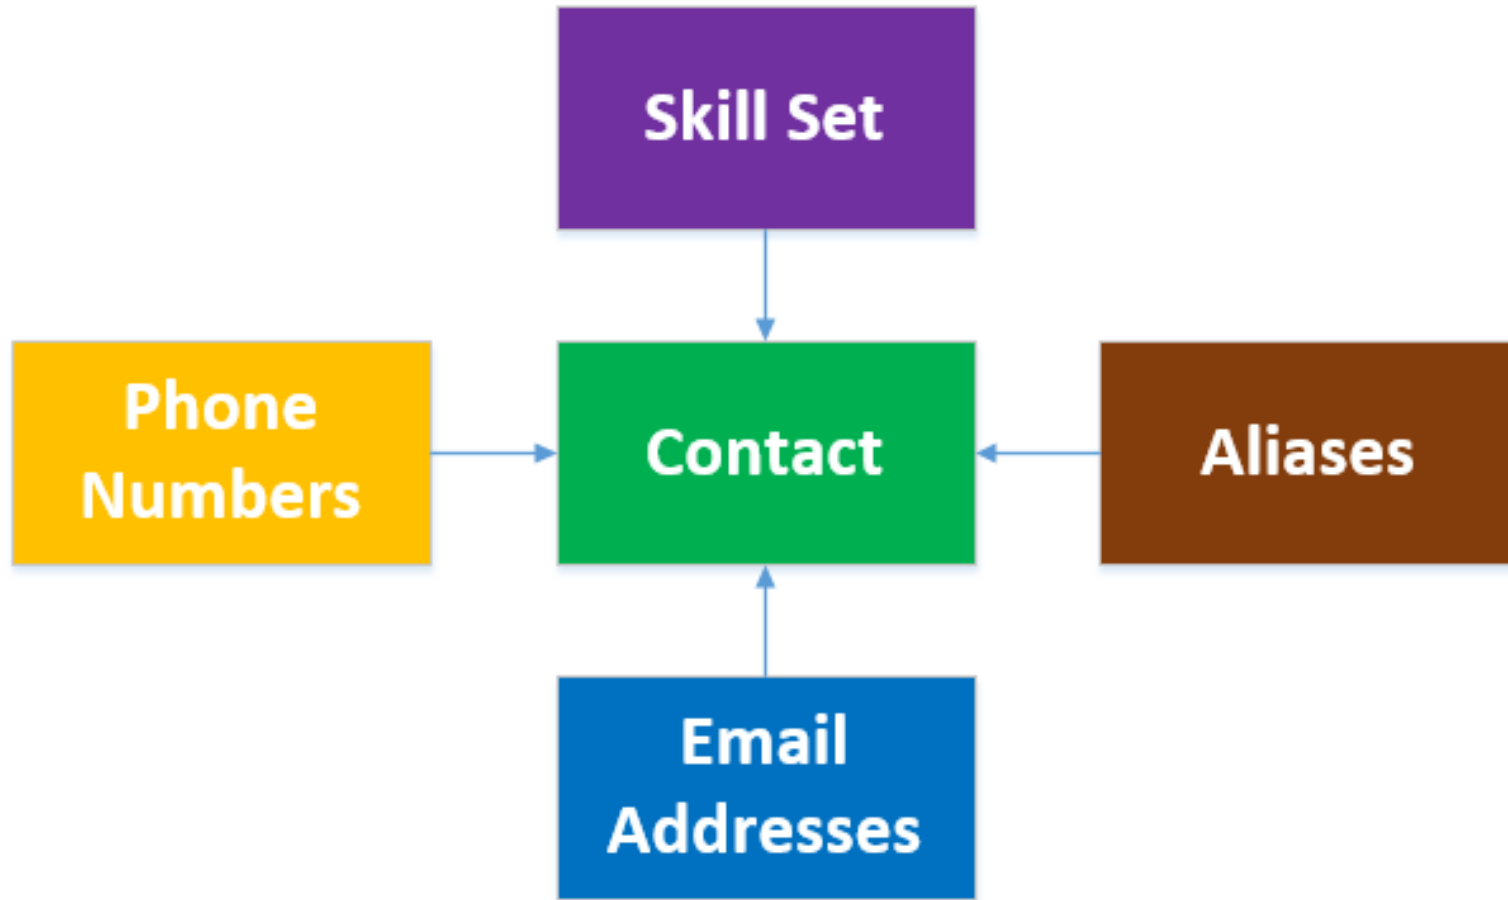 Skill Set
Phone
Numbers
Contact
Aliases
Email
Addresses